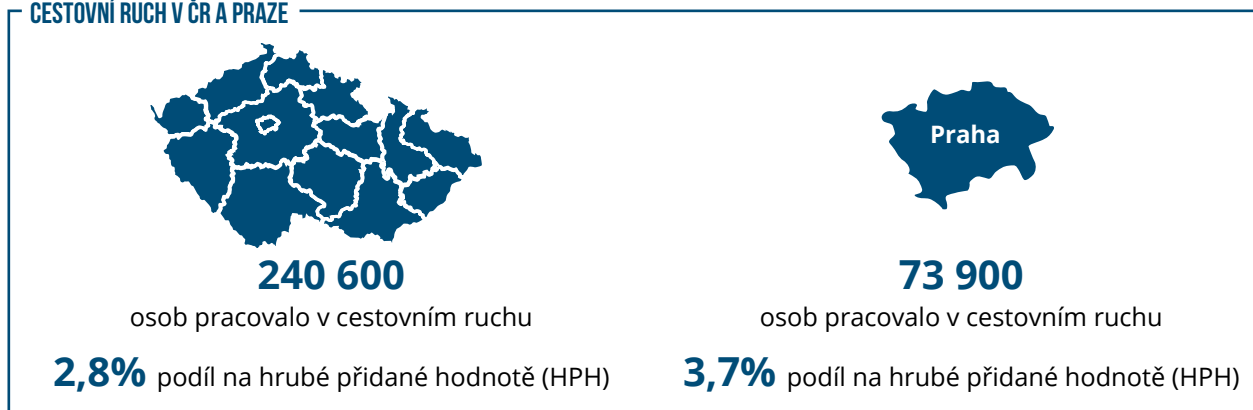 CESTOVNÍ RUCH V ČR A PRAZE
Praha
240 600
osob pracovalo v cestovním ruchu
2,8% podíl na hrubé přidané hodnotě (HPH)
73 900
osob pracovalo v cestovním ruchu
3,7% podíl na hrubé přidané hodnotě (HPH)